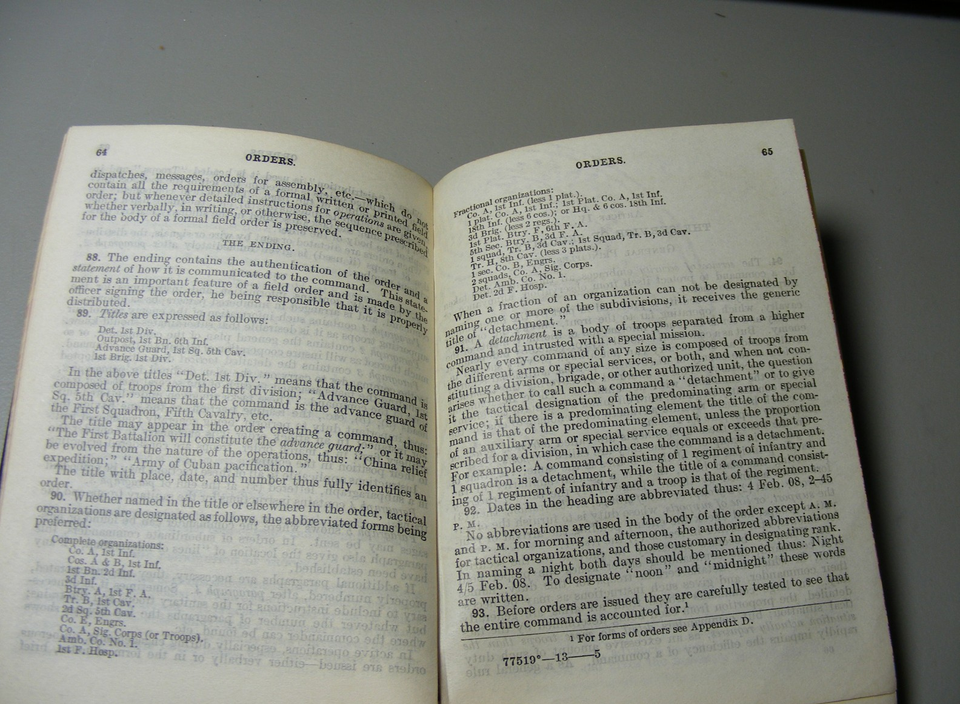 64
ORDERS.
dispatches, messages, orders for assembly, etc.—which do not
contain all the requirements of a formal written or printed field
order; but whenever detailed instructions for operations are given,
whether verbally, in writing, or otherwise, the sequence prescribed
for the body of a formal field order is preserved.
THE ENDING.
88. The ending contains the authentication of the order and a
statement of how it is communicated to the command. This state-
ment is an important feature of a field order and is made by the
officer signing the order, he being responsible that it is properly
distributed.
89. Titles are expressed as follows:
Det. 1st Div.
Outpost, 1st Bn. 6th Inf.
Advance Guard, 1st Sq. 5th Cav.
1st Brig. 1st Div.
In the above titles "Det. 1st Div." means that the command is
composed of troops from the first division; "Advance Guard, 1st
Sq. 5th Cav." means that the command is the advance guard of
the First Squadron, Fifth Cavalry, etc.
The title may appear in the order creating a command, thus:
"The First Battalion will constitute the advance guard;" or it may
be evolved from the nature of the operations, thus: "China relief
expedition;" "Army of Cuban pacification."
The title with place, date, and number thus fully identifies an
order.
90. Whether named in the title or elsewhere in the order, tactical
organizations are designated as follows, the abbreviated forms being
preferred:
Complete organizations:
Co. A, 1st Inf.
Cos. A & B, 1st Inf.
1st Bn. 2d Inf.
3d Inf.
Btry. A, 1st F. A.
Tr. B, 1st Cav.
2d Sq. 5th Cav.
Co. E, Engrs.
Co. A, Sig. Corps (or Troops).
Amb. Co. No. 1.
1st F. Hosp.
ORDERS.
65
Fractional organizations:
Co. A, 1st Inf. (less 1 plat.).
1 plat. Co. A, 1st Inf.; 1st Plat. Co. A, 1st Inf.
18th Inf. (less 6 cos.); or Hq. & 6 cos. 18th Inf.
3d Brig. (less 2 regs.).
1st Plat. Btry. F, 6th F. A.
5th Sec. Btry. B, 3d F. A.
1 squad, Tr. B, 3d Cav.; 1st Squad, Tr. B, 3d Cav.
Tr. H, 8th Cav. (less 3 plats.).
1 sec. Co. B, Engrs.
2 squads, Co. A, Sig. Corps.
Det. Amb. Co. No. 1.
Det. 2d F. Hosp.
When a fraction of an organization can not be designated by
naming one or more of the subdivisions, it receives the generic
title of "detachment."
91. A detachment is a body of troops separated from a higher
command and intrusted with a special mission.
Nearly every command of any size is composed of troops from
the different arms or special services, or both, and when not con-
stituting a division, brigade, or other authorized unit, the question
arises whether to call such a command a "detachment" or to give
it the tactical designation of the predominating arm or special
service; if there is a predominating element the title of the com-
mand is that of the predominating element, unless the proportion
of an auxiliary arm or special service equals or exceeds that pre-
scribed for a division, in which case the command is a detachment.
For example: A command consisting of 1 regiment of infantry and
1 squadron is a detachment, while the title of a command consist-
ing of 1 regiment of infantry and a troop is that of the regiment.
92. Dates in the heading are abbreviated thus: 4 Feb. 08, 2–45
P. M.
No abbreviations are used in the body of the order except A. M.
and P. M. for morning and afternoon, the authorized abbreviations
for tactical organizations, and those customary in designating rank.
In naming a night both days should be mentioned thus: Night
4/5 Feb. 08. To designate "noon" and "midnight" these words
are written.
93. Before orders are issued they are carefully tested to see that
the entire command is accounted for.¹
¹ For forms of orders see Appendix D.
77519°—13——5